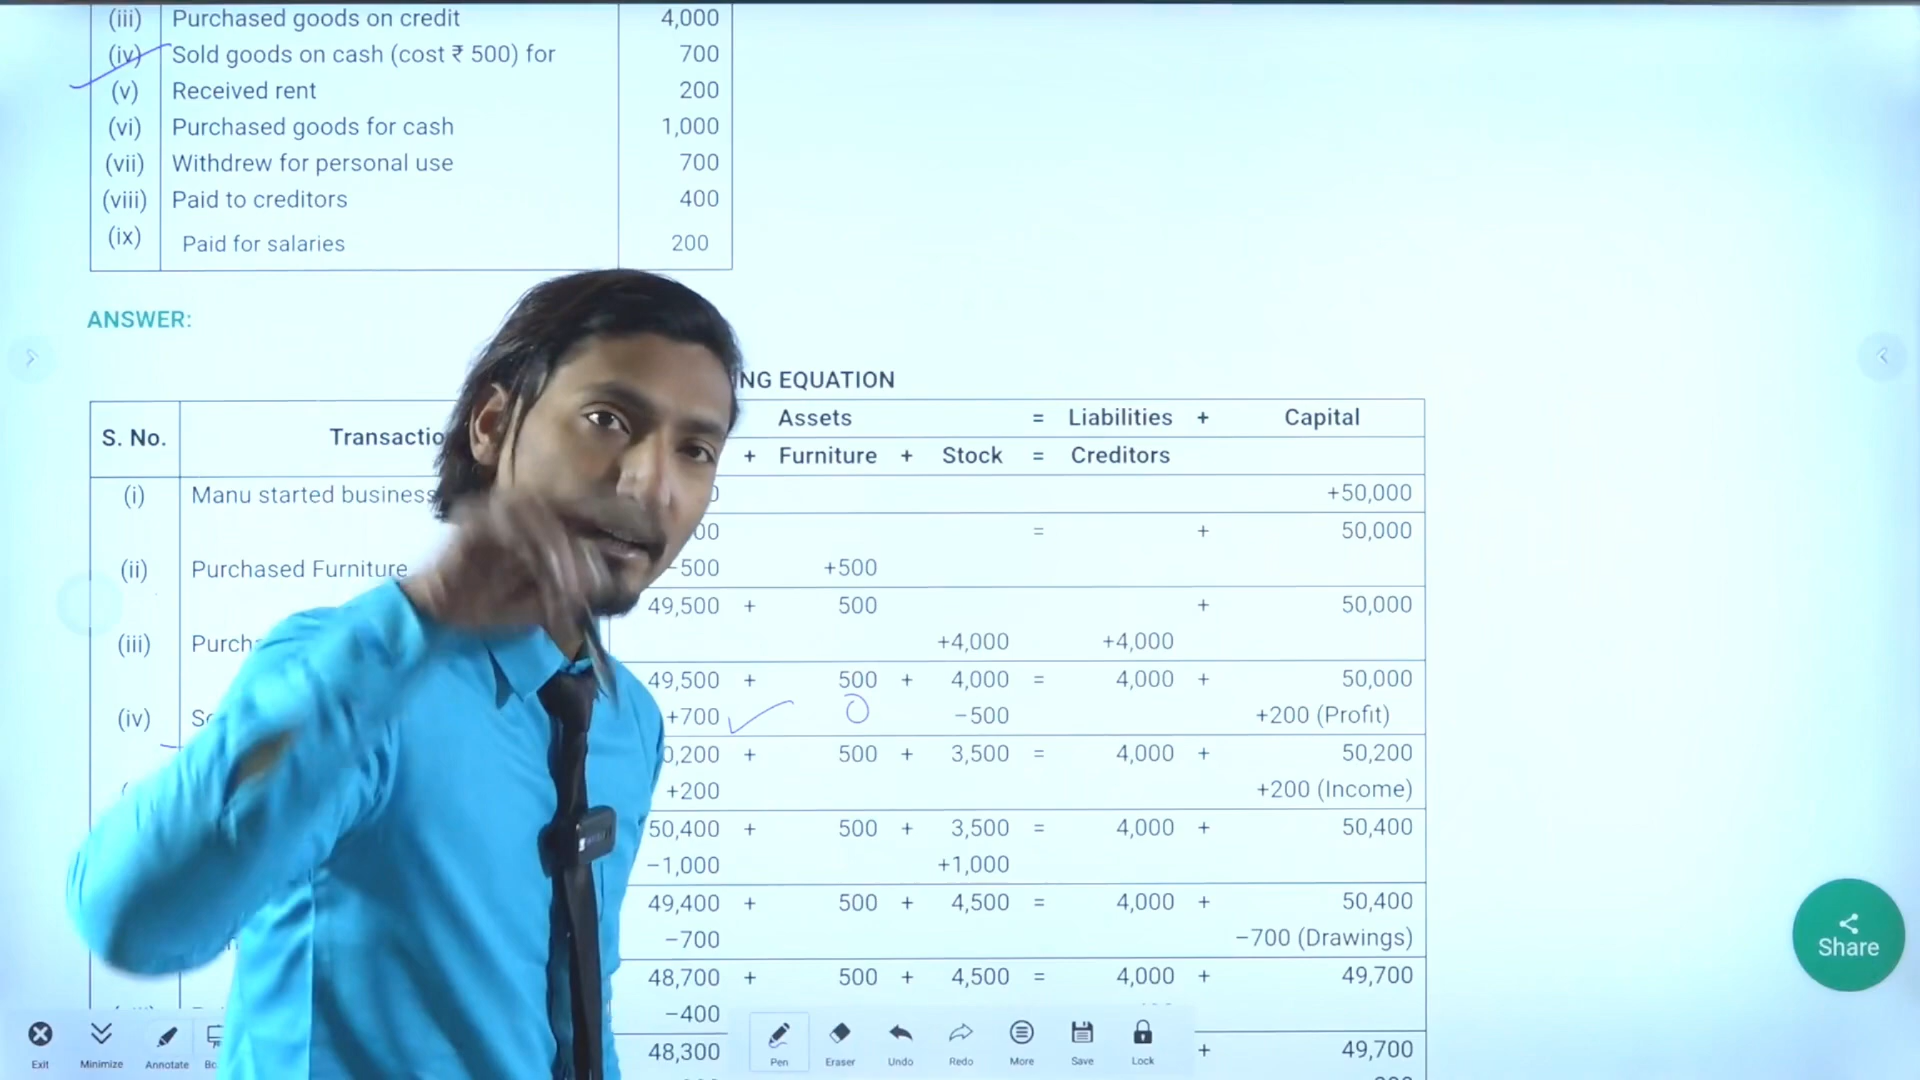 (iii) Purchased goods on credit 4,000
(iv) Sold goods on cash (cost ₹ 500) for 700
(v) Received rent 200
(vi) Purchased goods for cash 1,000
(vii) Withdrew for personal use 700
(viii) Paid to creditors 400
(ix) Paid for salaries 200
ANSWER:
NG EQUATION
S. No. Transactio Assets = Liabilities + Capital
+ Furniture + Stock = Creditors
(i) Manu started business +50,000
00 = + 50,000
(ii) Purchased Furniture -500 +500
49,500 + 500 + 50,000
(iii) Purch +4,000 +4,000
49,500 + 500 + 4,000 = 4,000 + 50,000
(iv) +700 -500 +200 (Profit)
0,200 + 500 + 3,500 = 4,000 + 50,200
+200 +200 (Income)
50,400 + 500 + 3,500 = 4,000 + 50,400
-1,000 +1,000
49,400 + 500 + 4,500 = 4,000 + 50,400
-700 -700 (Drawings)
48,700 + 500 + 4,500 = 4,000 + 49,700
-400
48,300 + 49,700
Share
Exit Minimize Annotate Pen Eraser Undo Redo More Save Lock